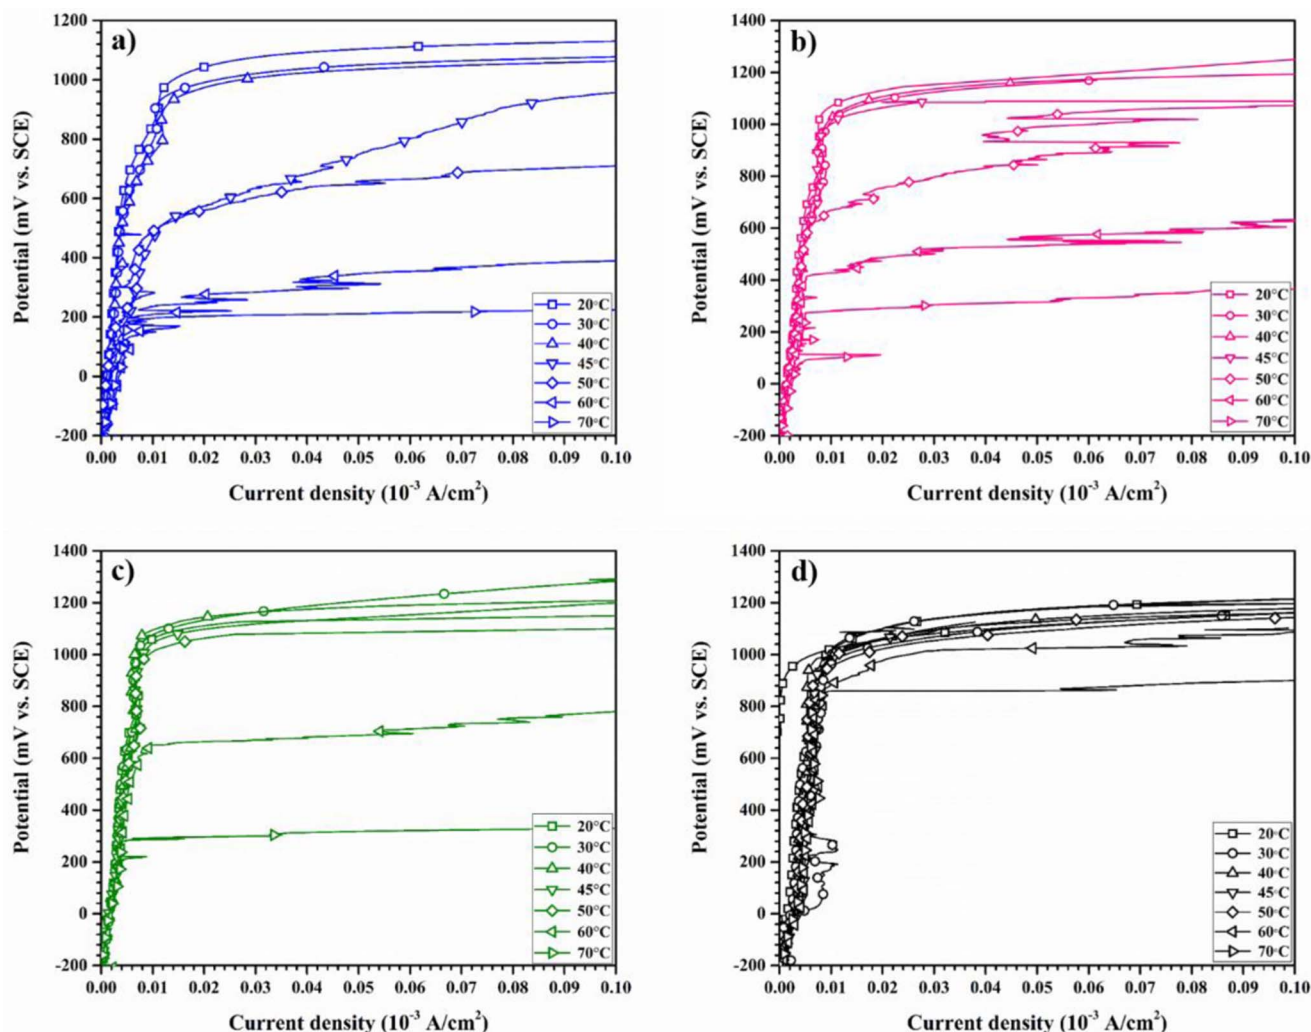 a)
1200
1000
800
600
400
200
0
-200
Potential (mV vs. SCE)
0.00 0.01 0.02 0.03 0.04 0.05 0.06 0.07 0.08 0.09 0.10
Current density (10⁻³ A/cm²)
20°C
30°C
40°C
45°C
50°C
60°C
70°C
b)
1400
1200
1000
800
600
400
200
0
-200
Potential (mV vs. SCE)
0.00 0.01 0.02 0.03 0.04 0.05 0.06 0.07 0.08 0.09 0.10
Current density (10⁻³ A/cm²)
20°C
30°C
40°C
45°C
50°C
60°C
70°C
c)
1400
1200
1000
800
600
400
200
0
-200
Potential (mV vs. SCE)
0.00 0.01 0.02 0.03 0.04 0.05 0.06 0.07 0.08 0.09 0.10
Current density (10⁻³ A/cm²)
20°C
30°C
40°C
45°C
50°C
60°C
70°C
d)
1400
1200
1000
800
600
400
200
0
-200
Potential (mV vs. SCE)
0.00 0.01 0.02 0.03 0.04 0.05 0.06 0.07 0.08 0.09 0.10
Current density (10⁻³ A/cm²)
20°C
30°C
40°C
45°C
50°C
60°C
70°C